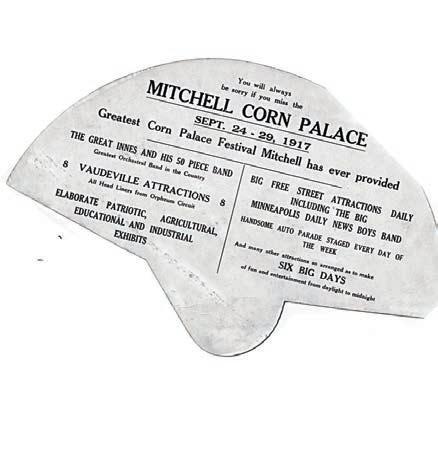 You will always
be sorry if you miss the
MITCHELL CORN PALACE
SEPT. 24 - 29, 1917
Greatest Corn Palace Festival Mitchell has ever provided
THE GREAT INNES AND HIS 50 PIECE BAND
Greatest Orchestral Band in the Country
8 VAUDEVILLE ATTRACTIONS 8
All Head Liners from Orpheum Circuit
ELABORATE PATRIOTIC, AGRICULTURAL,
EDUCATIONAL AND INDUSTRIAL
EXHIBITS
BIG FREE STREET ATTRACTIONS DAILY
INCLUDING THE BIG
MINNEAPOLIS DAILY NEWS BOYS BAND
HANDSOME AUTO PARADE STAGED EVERY DAY OF
THE WEEK
And many other attractions so arranged as to make
SIX BIG DAYS
of fun and entertainment from daylight to midnight